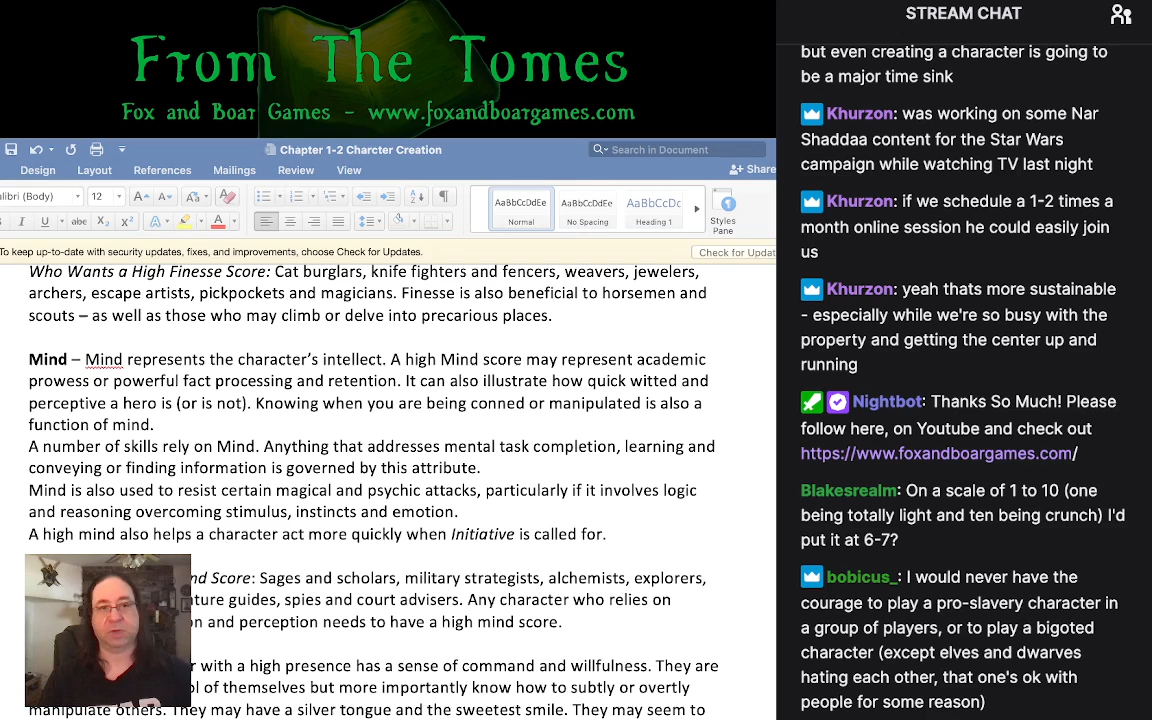 From The Tomes
Fox and Boar Games - www.foxandboargames.com
Chapter 1-2 Charcter Creation
Search in Document
Design Layout References Mailings Review View
Share
(Body) 12
AaBbCcDdEe AaBbCcDdEe AaBbCcDc
Normal No Spacing Heading 1
Styles
Pane
To keep up-to-date with security updates, fixes, and improvements, choose Check for Updates.
Check for
Who Wants a High Finesse Score: Cat burglars, knife fighters and fencers, weavers, jewelers,
archers, escape artists, pickpockets and magicians. Finesse is also beneficial to horsemen and
scouts – as well as those who may climb or delve into precarious places.
Mind – Mind represents the character’s intellect. A high Mind score may represent academic
prowess or powerful fact processing and retention. It can also illustrate how quick witted and
perceptive a hero is (or is not). Knowing when you are being conned or manipulated is also a
function of mind.
A number of skills rely on Mind. Anything that addresses mental task completion, learning and
conveying or finding information is governed by this attribute.
Mind is also used to resist certain magical and psychic attacks, particularly if it involves logic
and reasoning overcoming stimulus, instincts and emotion.
A high mind also helps a character act more quickly when Initiative is called for.
Score: Sages and scholars, military strategists, alchemists, explorers,
guides, spies and court advisers. Any character who relies on
and perception needs to have a high mind score.
with a high presence has a sense of command and willfulness. They are
of themselves but more importantly know how to subtly or overtly
manipulate others. They may have a silver tongue and the sweetest smile. They may seem to
STREAM CHAT
but even creating a character is going to
be a major time sink
Khurzon: was working on some Nar
Shaddaa content for the Star Wars
campaign while watching TV last night
Khurzon: if we schedule a 1-2 times a
month online session he could easily join
us
Khurzon: yeah thats more sustainable
- especially while we're so busy with the
property and getting the center up and
running
Nightbot: Thanks So Much! Please
follow here, on Youtube and check out
https://www.foxandboargames.com/
Blakesrealm: On a scale of 1 to 10 (one
being totally light and ten being crunch) I'd
put it at 6-7?
bobicus_: I would never have the
courage to play a pro-slavery character in
a group of players, or to play a bigoted
character (except elves and dwarves
hating each other, that one's ok with
people for some reason)